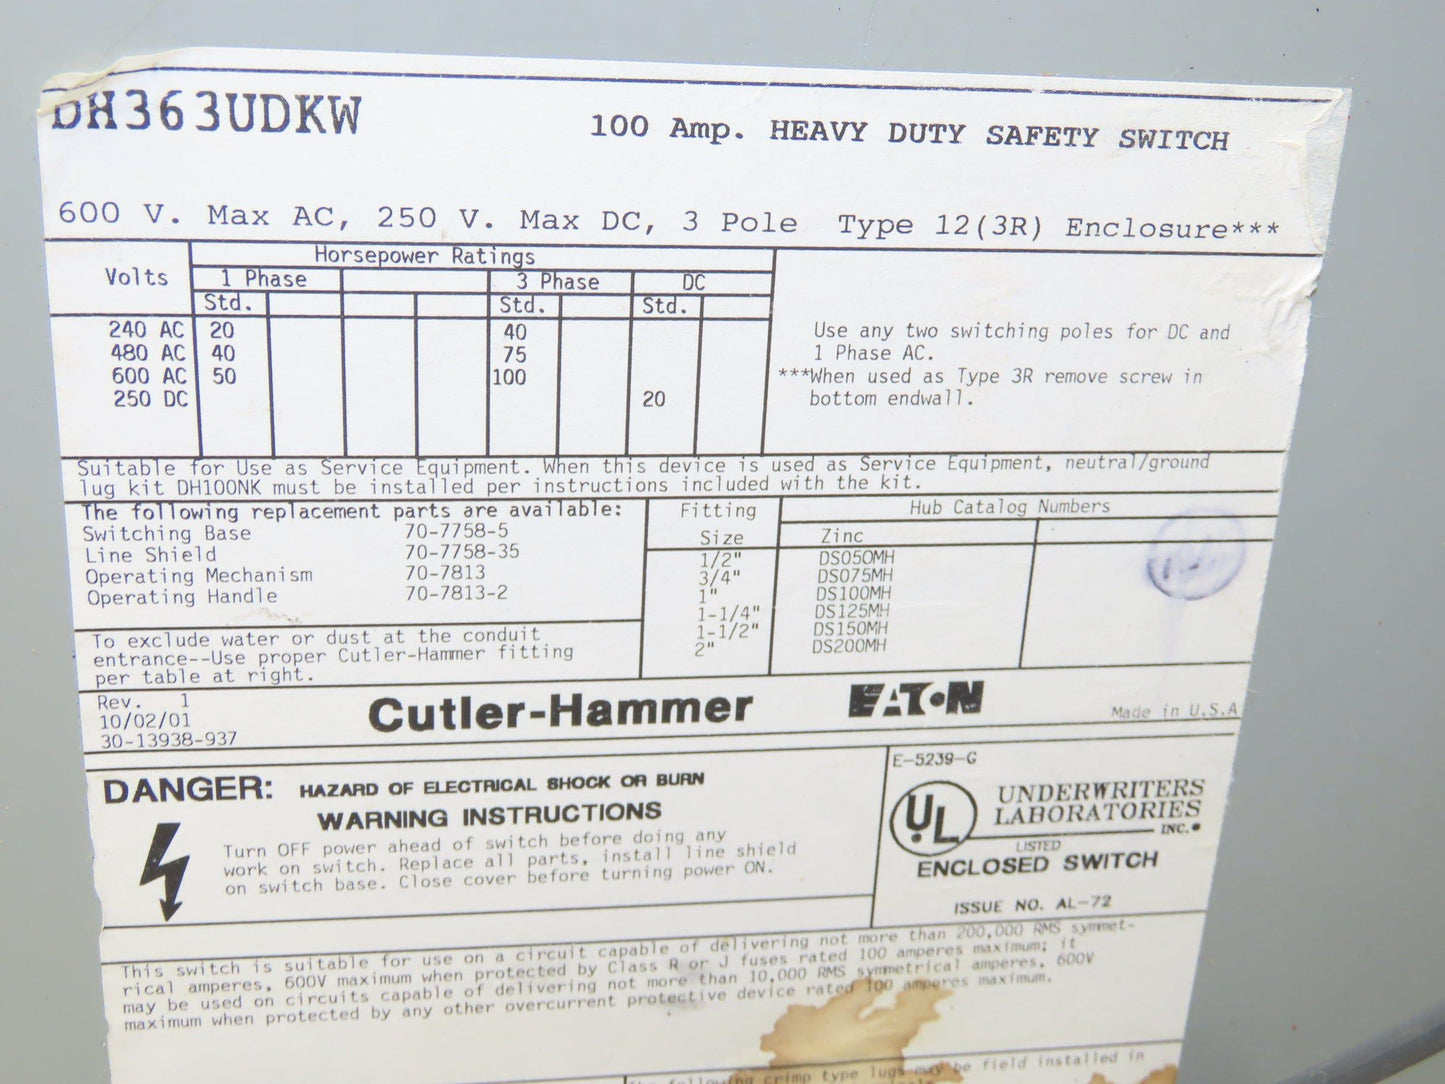 DH363UDKW
100 Amp. HEAVY DUTY SAFETY SWITCH
600 V. Max AC, 250 V. Max DC, 3 Pole Type 12(3R) Enclosure***
Horsepower Ratings
Volts 1 Phase 3 Phase DC
Std. Std. Std.
240 AC 20 40
480 AC 40 75
600 AC 50 100
250 DC 20
Use any two switching poles for DC and
1 Phase AC.
***When used as Type 3R remove screw in
bottom endwall.
Suitable for Use as Service Equipment. When this device is used as Service Equipment, neutral/ground
lug kit DH100NK must be installed per instructions included with the kit.
The following replacement parts are available:
Switching Base 70-7758-5
Line Shield 70-7758-35
Operating Mechanism 70-7813
Operating Handle 70-7813-2
To exclude water or dust at the conduit
entrance--Use proper Cutler-Hammer fitting
per table at right.
Fitting Hub Catalog Numbers
Size Zinc
1/2" DS050MH
3/4" DS075MH
1" DS100MH
1-1/4" DS125MH
1-1/2" DS150MH
2" DS200MH
Rev. 1
10/02/01
30-13938-937
Cutler-Hammer
EATON
Made in U.S.A
DANGER: HAZARD OF ELECTRICAL SHOCK OR BURN
WARNING INSTRUCTIONS
Turn OFF power ahead of switch before doing any
work on switch. Replace all parts, install line shield
on switch base. Close cover before turning power ON.
E-5239-G
UL
UNDERWRITERS
LABORATORIES
INC.®
LISTED
ENCLOSED SWITCH
ISSUE NO. AL-72
This switch is suitable for use on a circuit capable of delivering not more than 200,000 RMS symmet-
rical amperes, 600V maximum when protected by Class R or J fuses rated 100 amperes maximum; it
may be used on circuits capable of delivering not more than 10,000 RMS symmetrical amperes, 600V
maximum when protected by any other overcurrent protective device rated 100 amperes maximum.
The following crimp type lugs may be field installed in